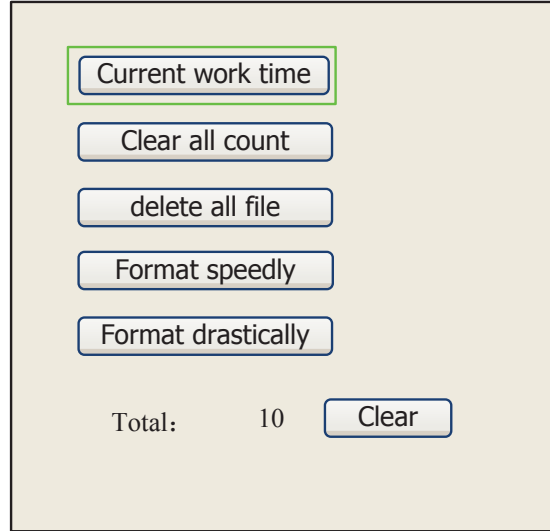 Current work time
Clear all count
delete all file
Format speedly
Format drastically
Total： 10 Clear